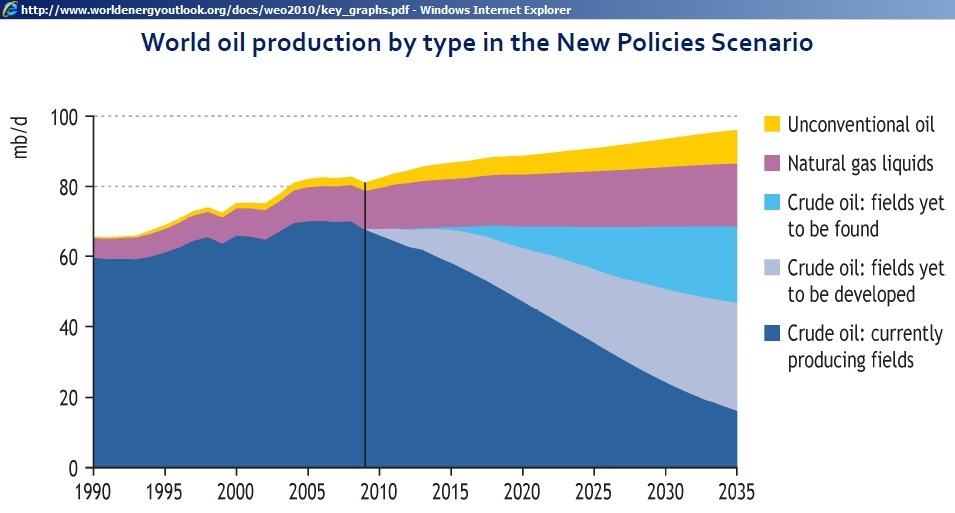 http://www.worldenergyoutlook.org/docs/weo2010/key_graphs.pdf - Windows Internet Explorer
World oil production by type in the New Policies Scenario
mb/d
100
80
60
40
20
0
1990 1995 2000 2005 2010 2015 2020 2025 2030 2035
Unconventional oil
Natural gas liquids
Crude oil: fields yet
to be found
Crude oil: fields yet
to be developed
Crude oil: currently
producing fields